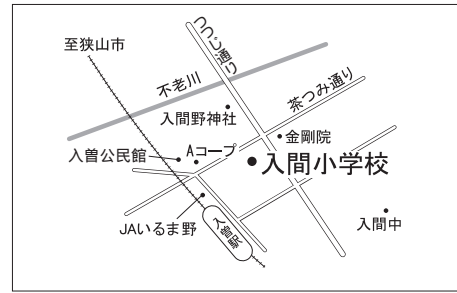 至狭山市
つつじ通り
不老川
茶つみ通り
入間野神社
金剛院
入曽公民館
Aコープ
入間小学校
JAいるま野
入曽駅
入間中